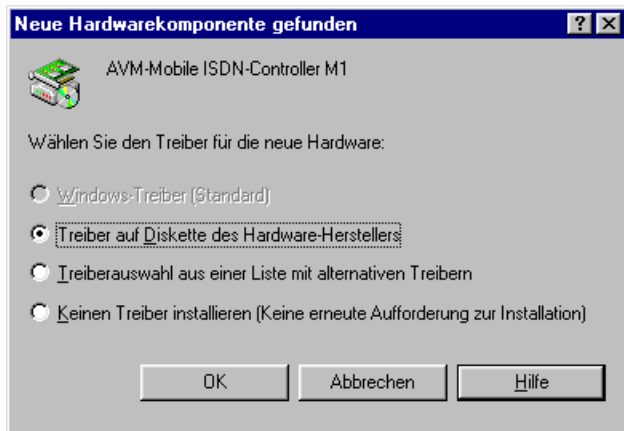 Neue Hardwarekomponente gefunden
AVM-Mobile ISDN-Controller M1
Wählen Sie den Treiber für die neue Hardware:
Windows-Treiber (Standard)
Treiber auf Diskette des Hardware-Herstellers
Treiberauswahl aus einer Liste mit alternativen Treibern
Keinen Treiber installieren (Keine erneute Aufforderung zur Installation)
OK Abbrechen Hilfe